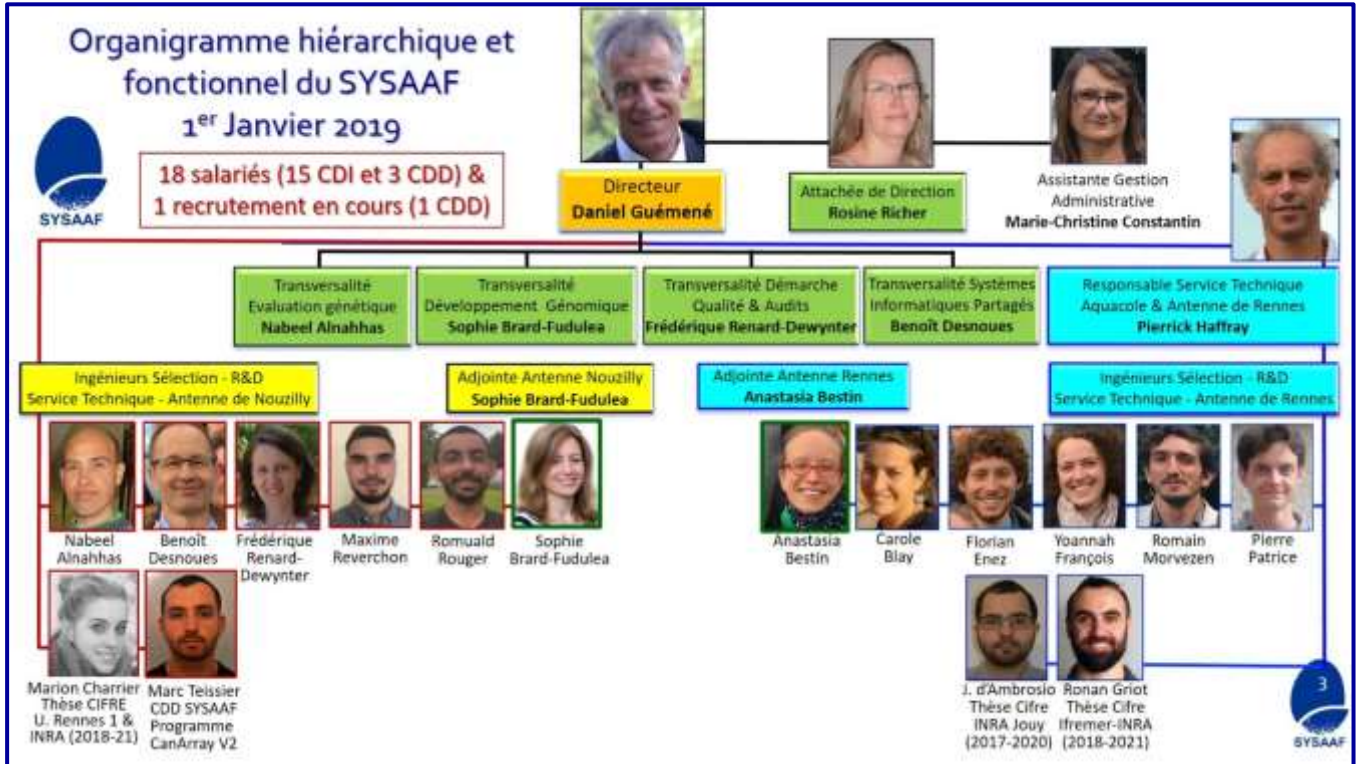 Organigramme hiérarchique et
fonctionnel du SYSAAF
1er Janvier 2019
SYSAAF
18 salariés (15 CDI et 3 CDD) &
1 recrutement en cours (1 CDD)
Directeur
Daniel Guémené
Attachée de Direction
Rosine Richer
Assistante Gestion
Administrative
Marie-Christine Constantin
Transversalité
Evaluation génétique
Nabeel Alnahhas
Transversalité
Développement Génomique
Sophie Brard-Fudulea
Transversalité Démarche
Qualité & Audits
Frédérique Renard-Dewynter
Transversalité Systèmes
Informatiques Partagés
Benoît Desnoues
Responsable Service Technique
Aquacole & Antenne de Rennes
Pierrick Haffray
Ingénieurs Sélection - R&D
Service Technique - Antenne de Nouzilly
Adjointe Antenne Nouzilly
Sophie Brard-Fudulea
Adjointe Antenne Rennes
Anastasia Bestin
Ingénieurs Sélection - R&D
Service Technique - Antenne de Rennes
Nabeel
Alnahhas
Benoît
Desnoues
Frédérique
Renard-
Dewynter
Maxime
Reverchon
Romuald
Rouger
Sophie
Brard-Fudulea
Anastasia
Bestin
Carole
Blay
Florian
Enez
Yoannah
François
Romain
Morvezen
Pierre
Patrice
Marion Charrier
Thèse CIFRE
U. Rennes 1 &
INRA (2018-21)
Marc Teissier
CDD SYSAAF
Programme
CanArray V2
J. d'Ambrosio
Thèse Cifre
INRA Jouy
(2017-2020)
Ronan Griot
Thèse Cifre
Ifremer-INRA
(2018-2021)
3
SYSAAF